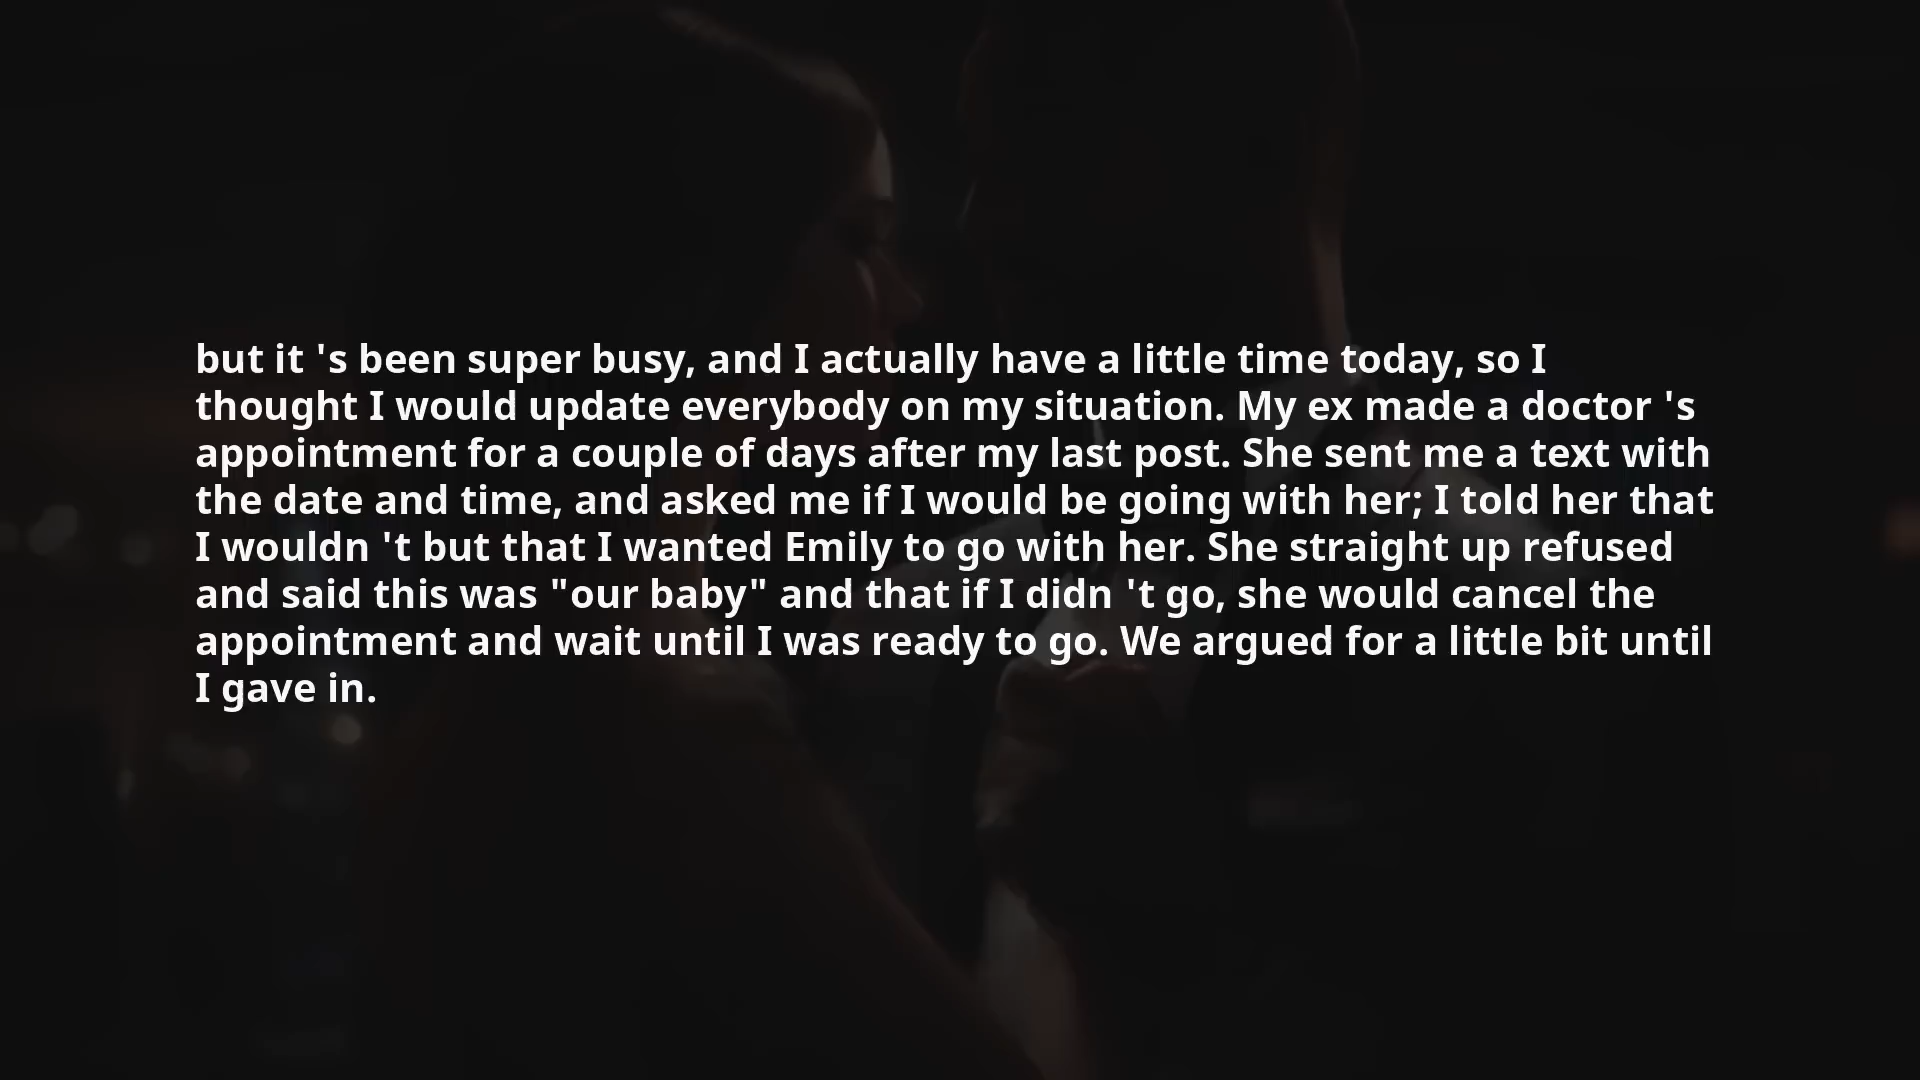 but it 's been super busy, and I actually have a little time today, so I
thought I would update everybody on my situation. My ex made a doctor 's
appointment for a couple of days after my last post. She sent me a text with
the date and time, and asked me if I would be going with her; I told her that
I wouldn 't but that I wanted Emily to go with her. She straight up refused
and said this was "our baby" and that if I didn 't go, she would cancel the
appointment and wait until I was ready to go. We argued for a little bit until
I gave in.